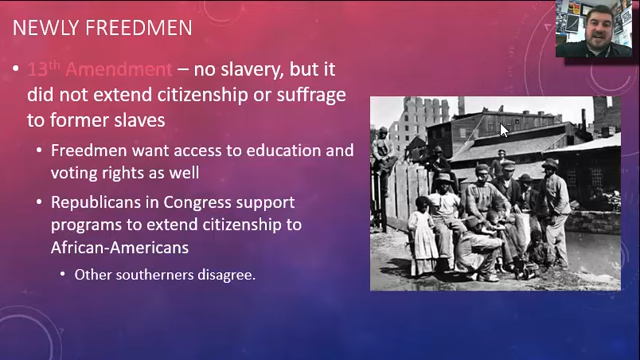 NEWLY FREEDMEN
• 13th Amendment – no slavery, but it
did not extend citizenship or suffrage
to former slaves
• Freedmen want access to education and
voting rights as well
• Republicans in Congress support
programs to extend citizenship to
African-Americans
• Other southerners disagree.